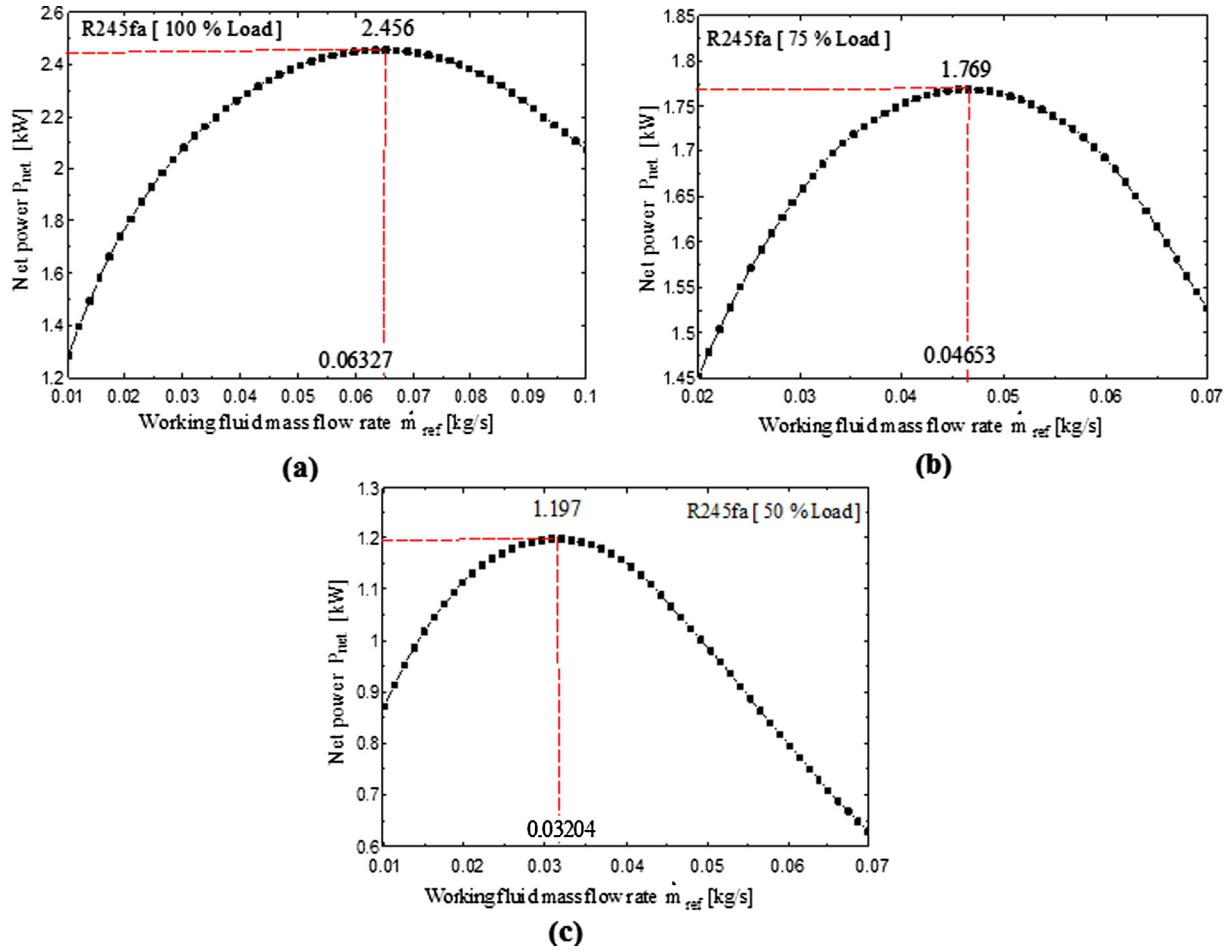 R245fa [ 100 % Load ]
2.456
2.6
2.4
2.2
2
1.8
1.6
1.4
1.2
Net power P net. [kW]
0.06327
0.01 0.02 0.03 0.04 0.05 0.06 0.07 0.08 0.09 0.1
Working fluid mass flow rate ṁ ref [kg/s]
(a)
R245fa [ 75 % Load ]
1.769
1.85
1.8
1.75
1.7
1.65
1.6
1.55
1.5
1.45
Net power P net. [kW]
0.04653
0.02 0.03 0.04 0.05 0.06 0.07
Working fluid mass flow rate ṁ ref [kg/s]
(b)
R245fa [ 50 % Load ]
1.197
1.3
1.2
1.1
1
0.9
0.8
0.7
0.6
Net power P net. [kW]
0.03204
0.01 0.02 0.03 0.04 0.05 0.06 0.07
Working fluid mass flow rate ṁ ref [kg/s]
(c)